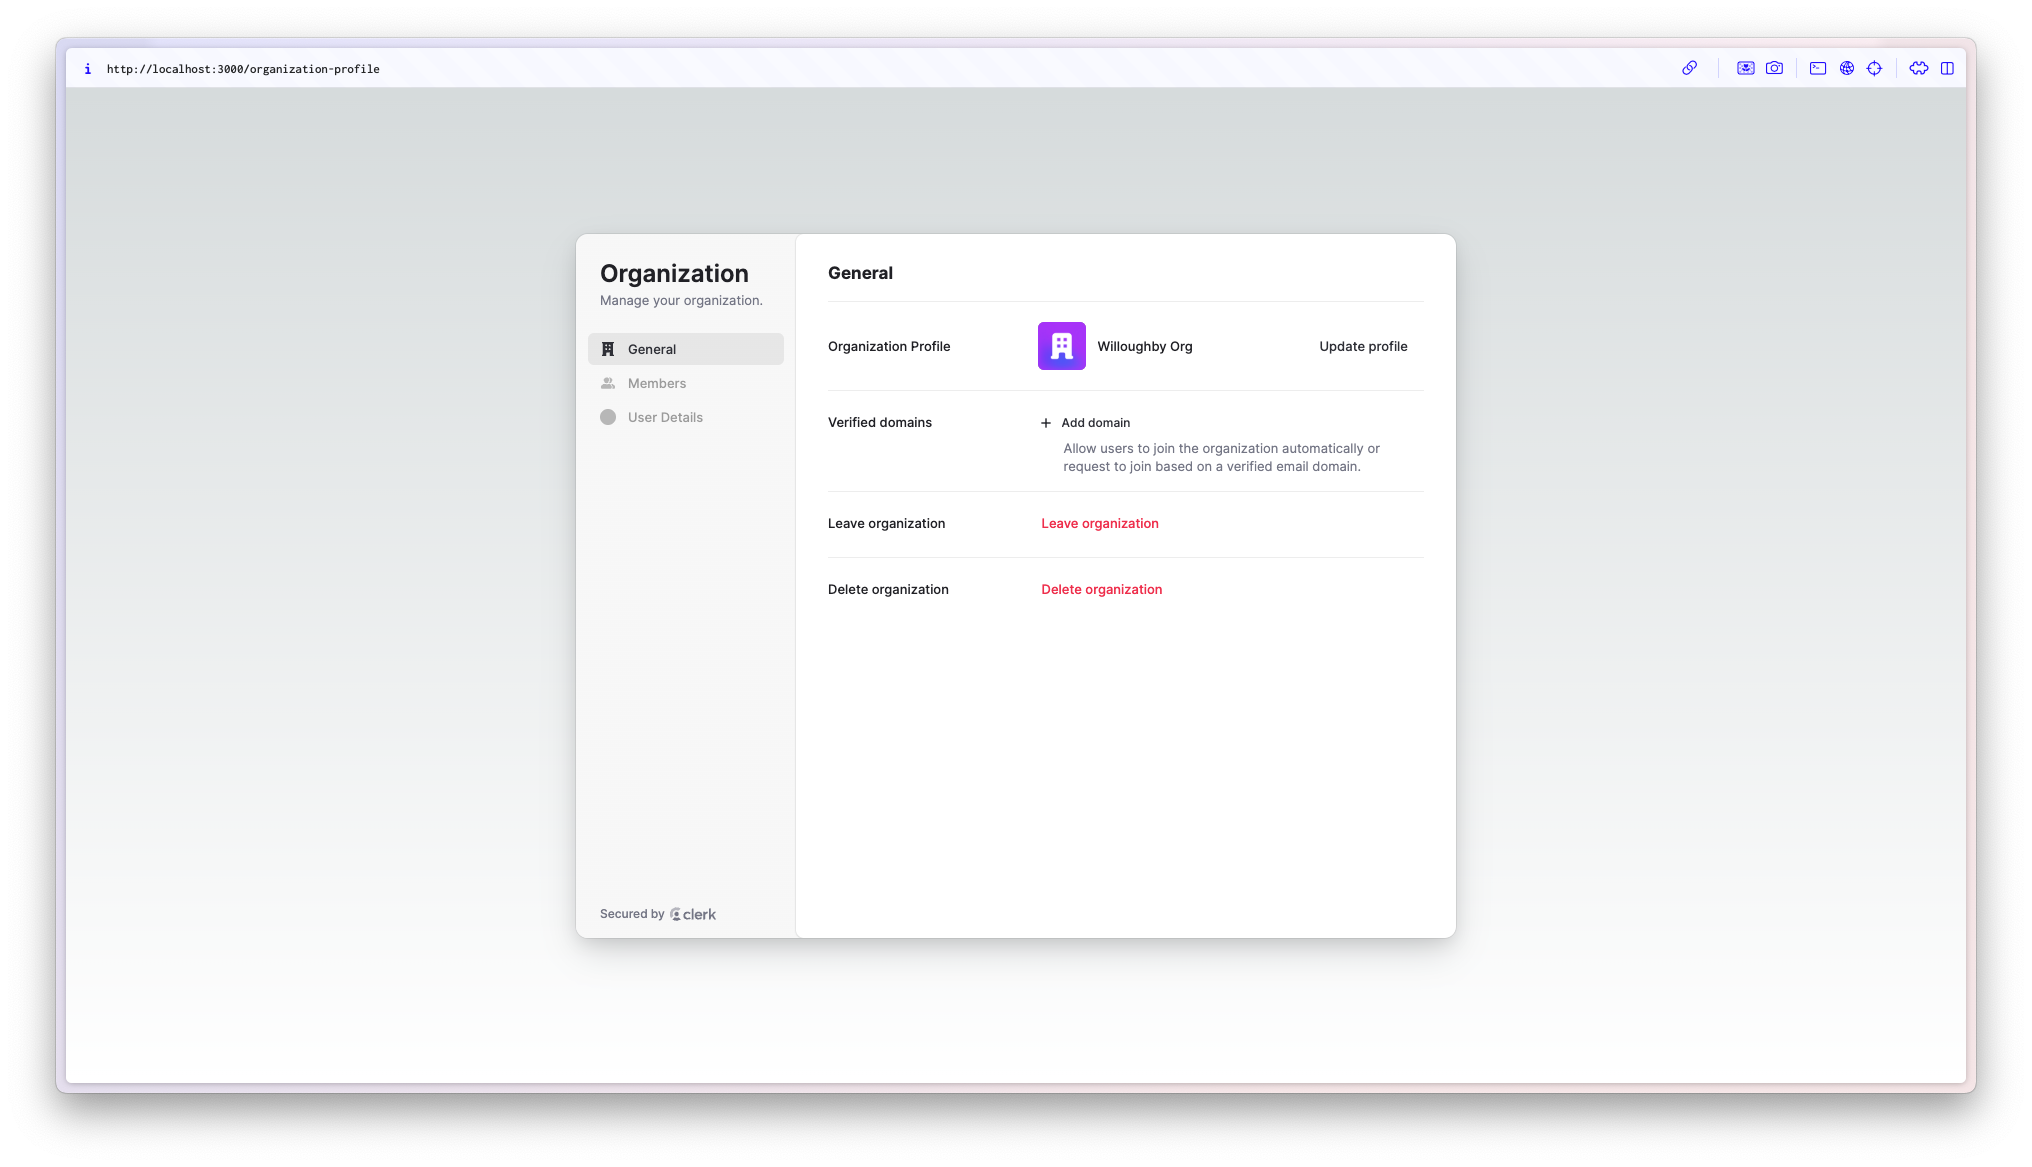 i http://localhost:3000/organization-profile
Organization
Manage your organization.
General
Members
User Details
Secured by clerk
General
Organization Profile
Willoughby Org
Update profile
Verified domains
+ Add domain
Allow users to join the organization automatically or
request to join based on a verified email domain.
Leave organization
Leave organization
Delete organization
Delete organization